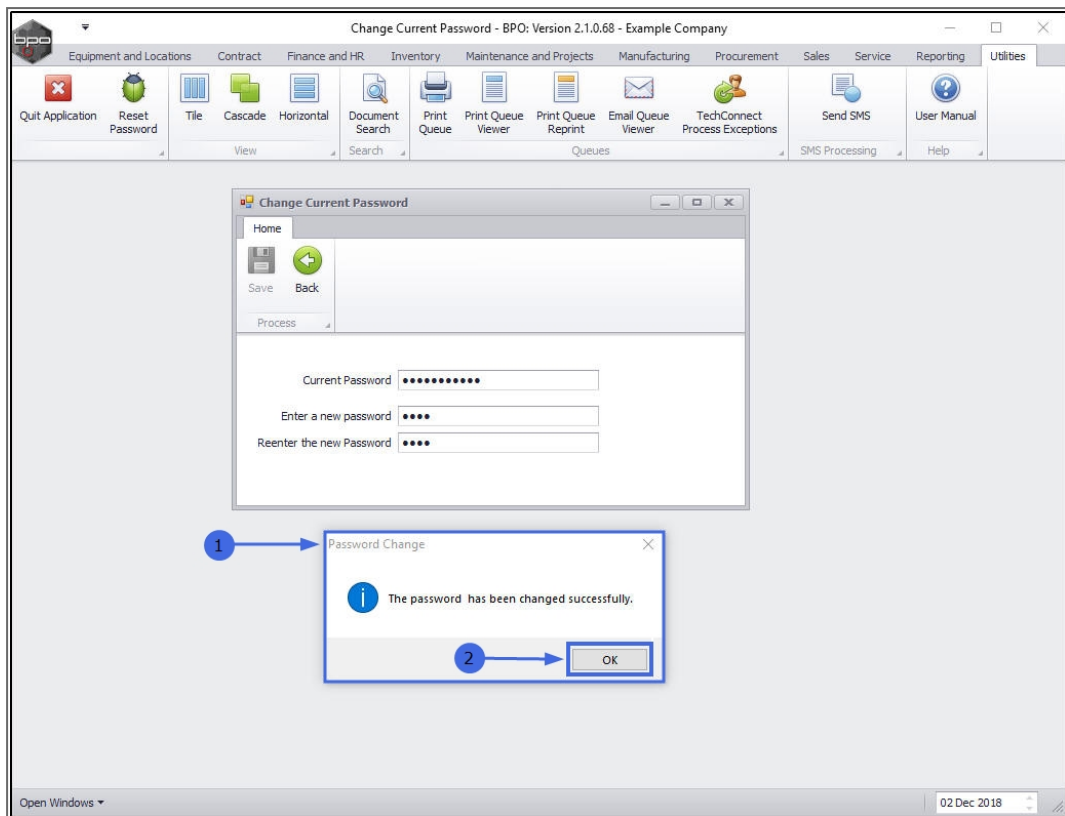 bpo
Change Current Password - BPO: Version 2.1.0.68 - Example Company
Equipment and Locations Contract Finance and HR Inventory Maintenance and Projects Manufacturing Procurement Sales Service Reporting Utilities
Quit Application Reset Password Tile Cascade Horizontal Document Search Print Queue Print Queue Viewer Print Queue Reprint Email Queue Viewer TechConnect Process Exceptions Send SMS User Manual
View Search Queues SMS Processing Help
Change Current Password
Home
Save Back
Process
Current Password •••••••••••
Enter a new password ••••
Reenter the new Password ••••
1 Password Change
The password has been changed successfully.
2 OK
Open Windows 02 Dec 2018